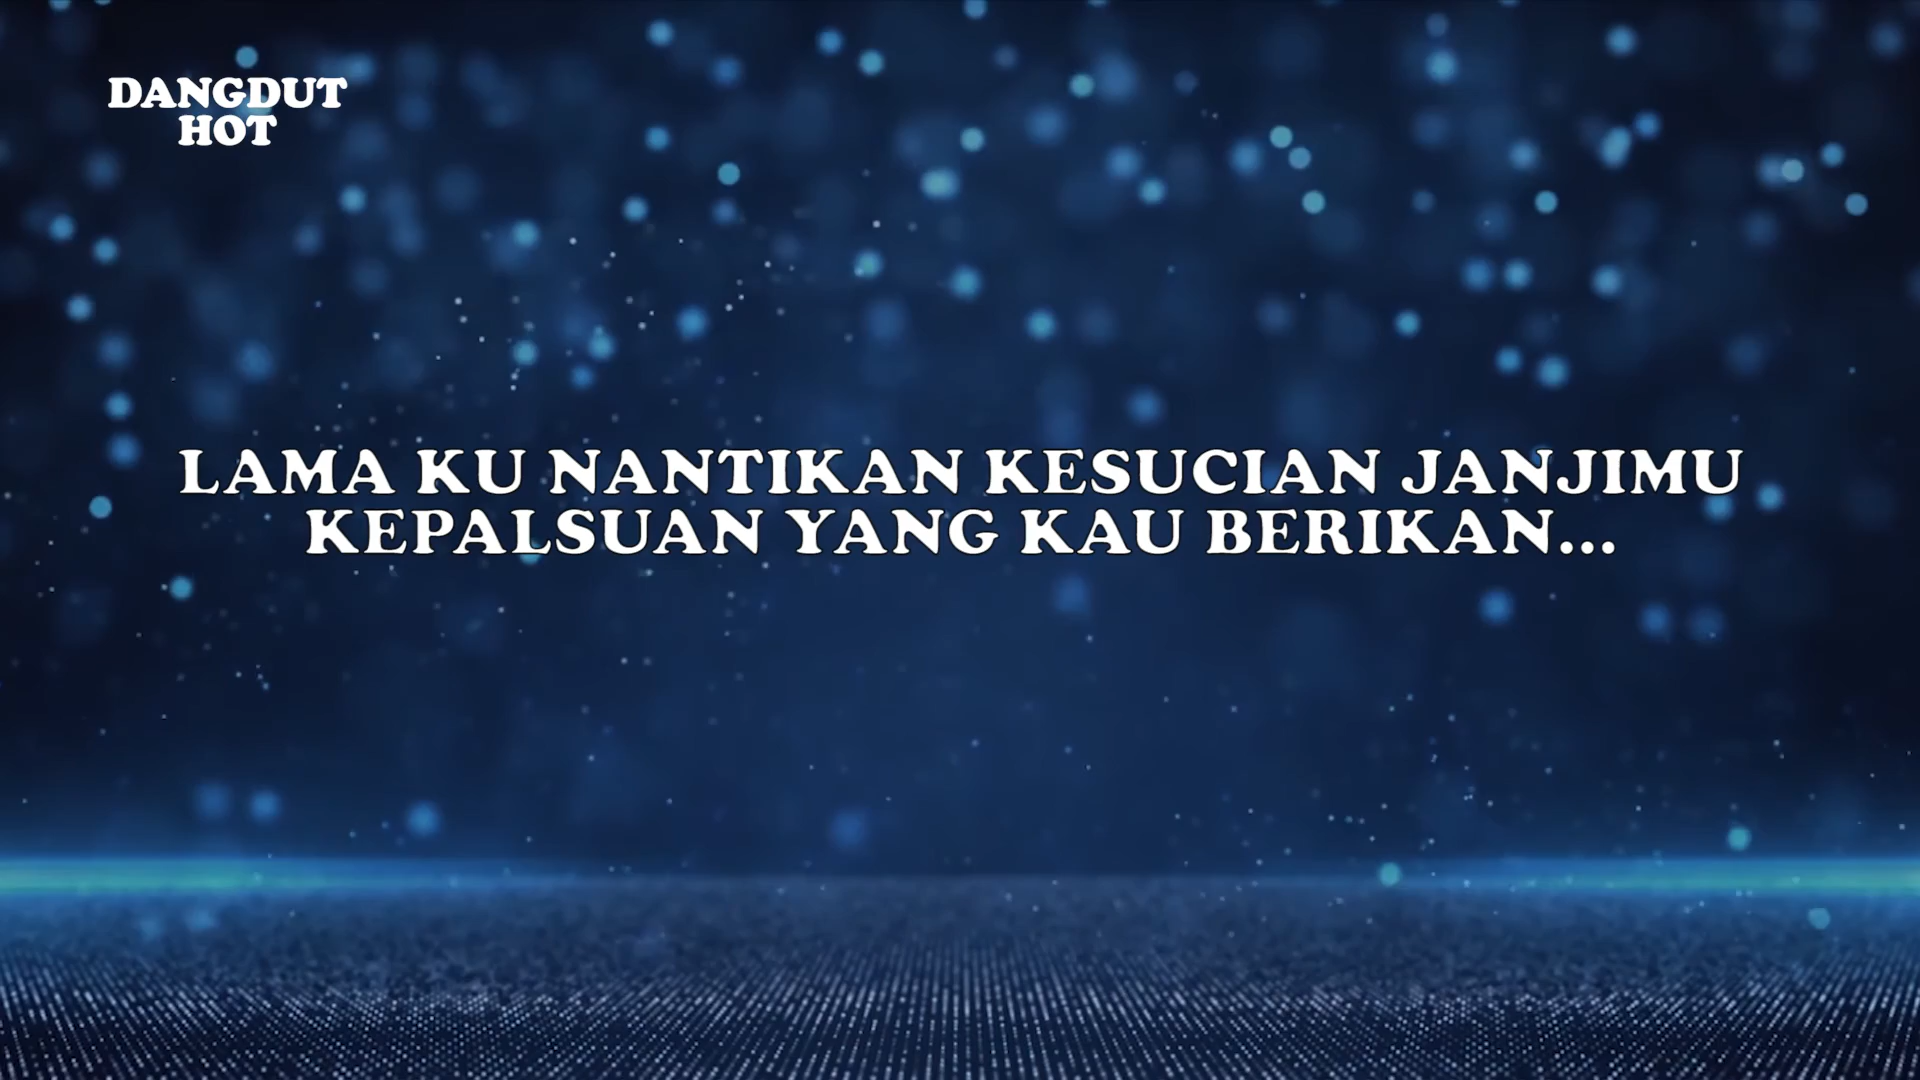 DANGDUT
HOT
LAMA KU NANTIKAN KESUCIAN JANJIMU
KEPALSUAN YANG KAU BERIKAN...